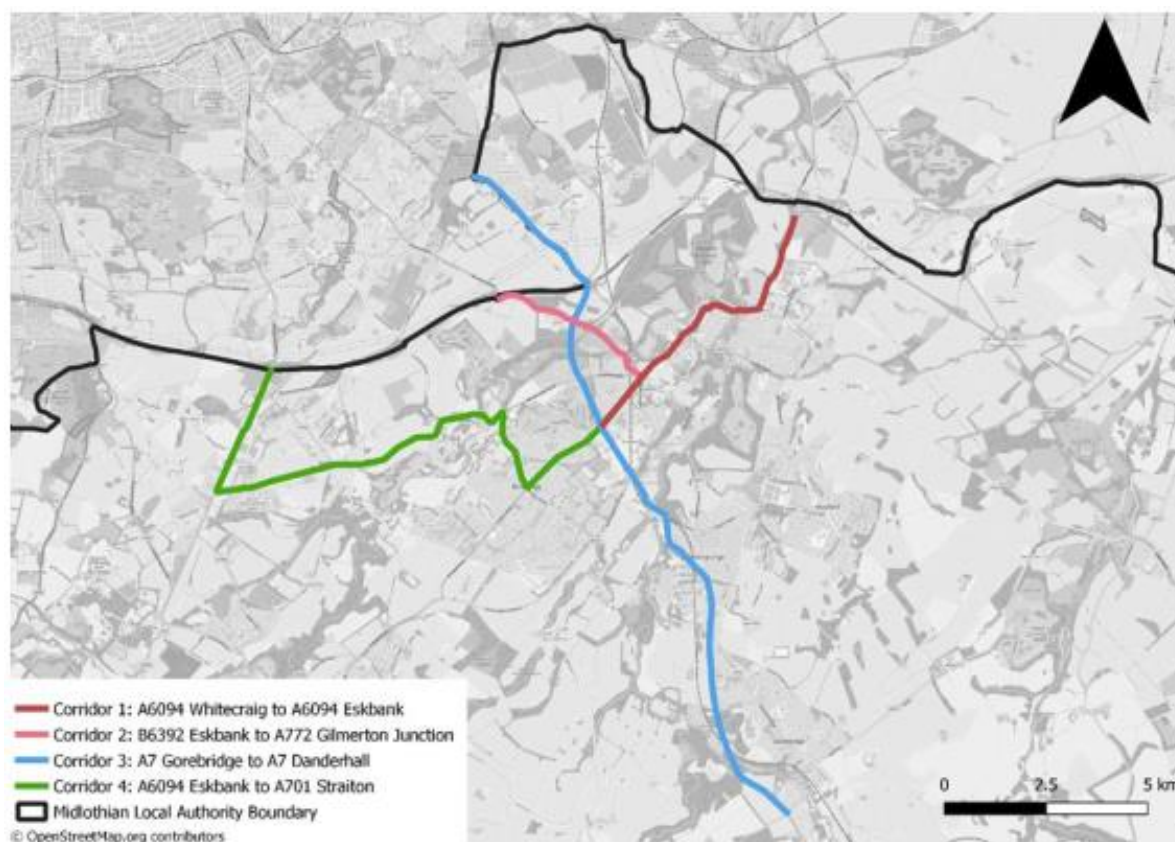 Corridor 1: A6094 Whitecraig to A6094 Eskbank
Corridor 2: B6392 Eskbank to A772 Gilmerton Junction
Corridor 3: A7 Gorebridge to A7 Danderhall
Corridor 4: A6094 Eskbank to A701 Straiton
Midlothian Local Authority Boundary
© OpenStreetMap.org contributors
0 2.5 5 km